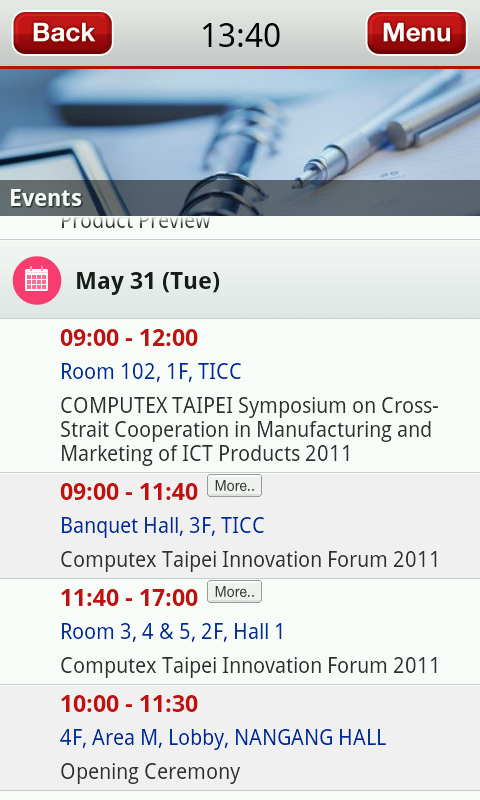 Back
13:40
Menu
Events
Product Preview
May 31 (Tue)
09:00 - 12:00
Room 102, 1F, TICC
COMPUTEX TAIPEI Symposium on Cross-
Strait Cooperation in Manufacturing and
Marketing of ICT Products 2011
09:00 - 11:40 More..
Banquet Hall, 3F, TICC
Computex Taipei Innovation Forum 2011
11:40 - 17:00 More..
Room 3, 4 & 5, 2F, Hall 1
Computex Taipei Innovation Forum 2011
10:00 - 11:30
4F, Area M, Lobby, NANGANG HALL
Opening Ceremony